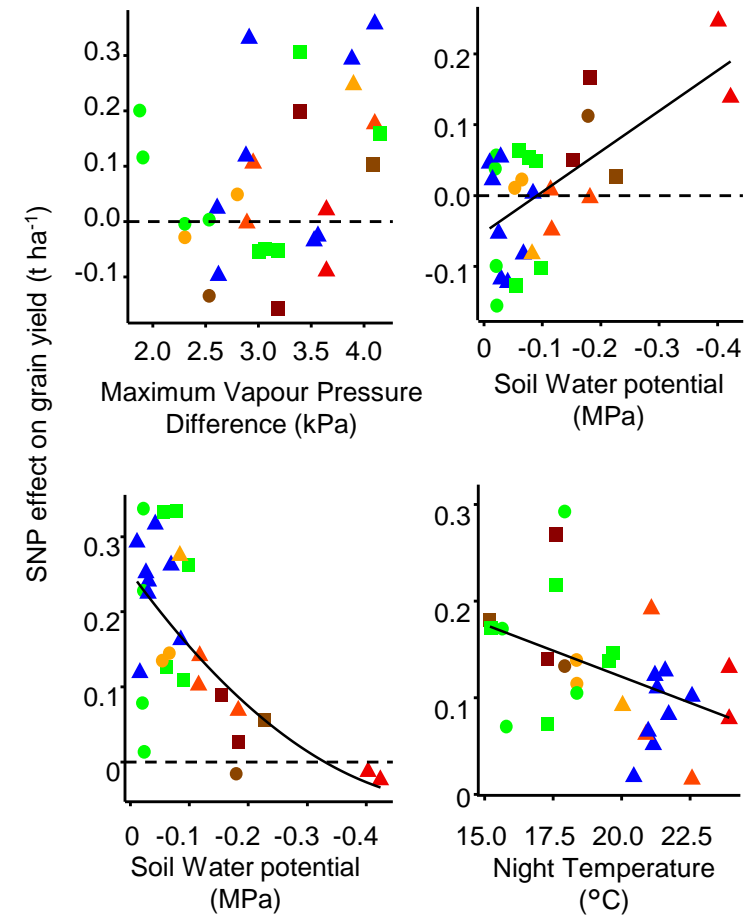 SNP effect on grain yield (t ha-1)
0.3
0.2
0.1
0.0
-0.1
2.0 2.5 3.0 3.5 4.0
Maximum Vapour Pressure
Difference (kPa)
0.2
0.1
0.0
-0.1
0 -0.1 -0.2 -0.3 -0.4
Soil Water potential
(MPa)
0.3
0.2
0.1
0
0 -0.1 -0.2 -0.4
Soil Water potential
(MPa)
0.3
0.2
0.1
0
15.0 17.5 20.0 22.5
Night Temperature
(°C)